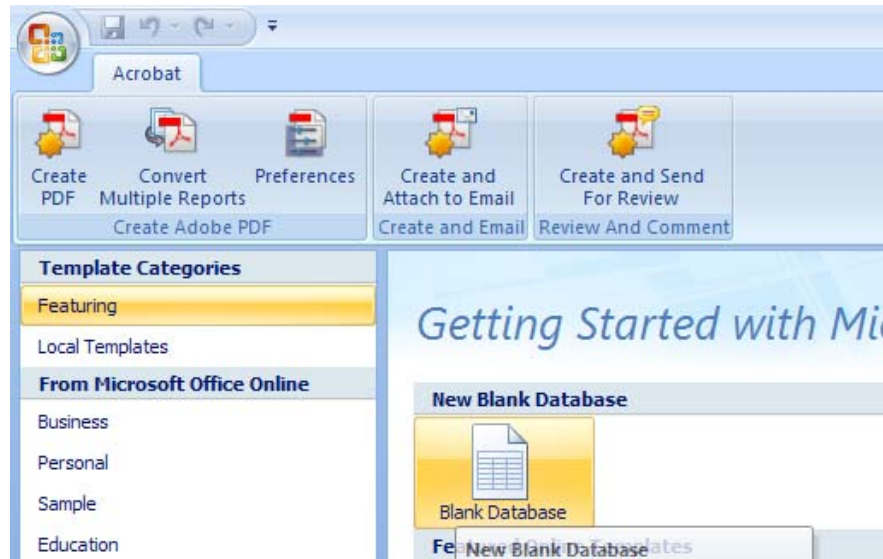 Acrobat
Create PDF
Convert Multiple Reports
Preferences
Create and Attach to Email
Create and Send For Review
Create Adobe PDF
Create and Email
Review And Comment
Template Categories
Featuring
Local Templates
From Microsoft Office Online
Business
Personal
Sample
Education
Getting Started with
New Blank Database
Blank Database
New Blank Database